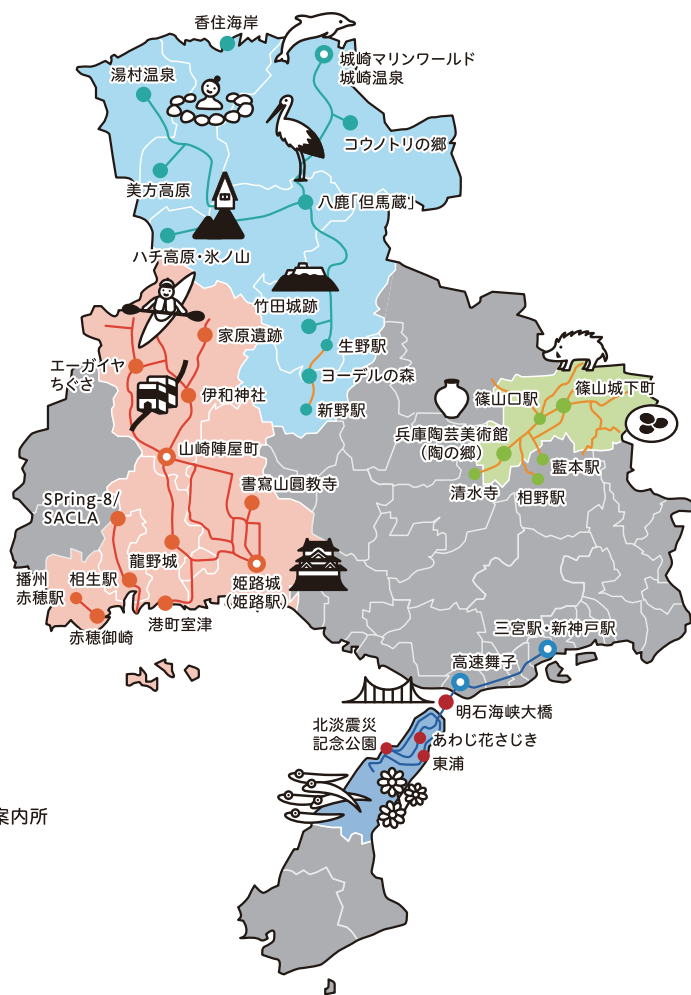 香住海岸
城崎マリンワールド
城崎温泉
湯村温泉
コウノトリの郷
美方高原
八鹿「但馬蔵」
ハチ高原・氷ノ山
竹田城跡
家原遺跡
生野駅
エーガイヤ
ちぐさ
ヨーデルの森
伊和神社
新野駅
篠山口駅
篠山城下町
兵庫陶芸美術館
(陶の郷)
山崎陣屋町
藍本駅
書寫山圓教寺
清水寺
相野駅
SPring-8/
SACLA
龍野城
播州
赤穂駅
相生駅
姫路城
(姫路駅)
港町室津
赤穂御崎
三宮駅・新神戸駅
高速舞子
明石海峡大橋
北淡震災
記念公園
あわじ花さじき
東浦
案内所